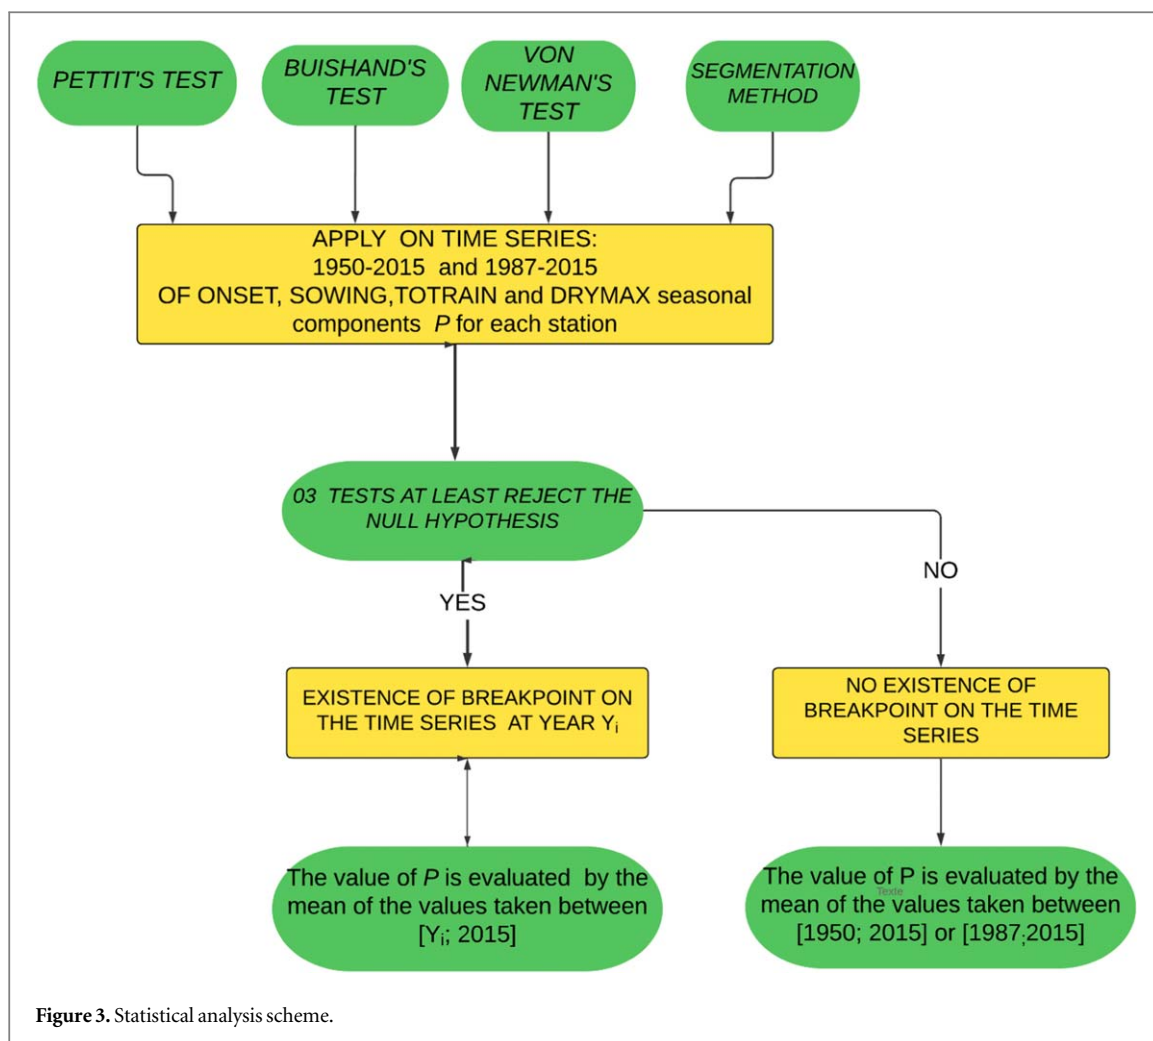 PETTIT'S TEST
BUISHAND'S
TEST
VON
NEWMAN'S
TEST
SEGMENTATION
METHOD
APPLY ON TIME SERIES:
1950-2015 and 1987-2015
OF ONSET, SOWING,TOTRAIN and DRYMAX seasonal
components P for each station
03 TESTS AT LEAST REJECT THE
NULL HYPOTHESIS
YES
NO
EXISTENCE OF BREAKPOINT ON
THE TIME SERIES AT YEAR Yi
NO EXISTENCE OF
BREAKPOINT ON THE TIME
SERIES
The value of P is evaluated by the
mean of the values taken between
[Yi; 2015]
The value of P is evaluated by the
Texte
mean of the values taken between
[1950; 2015] or [1987;2015]
Figure 3. Statistical analysis scheme.